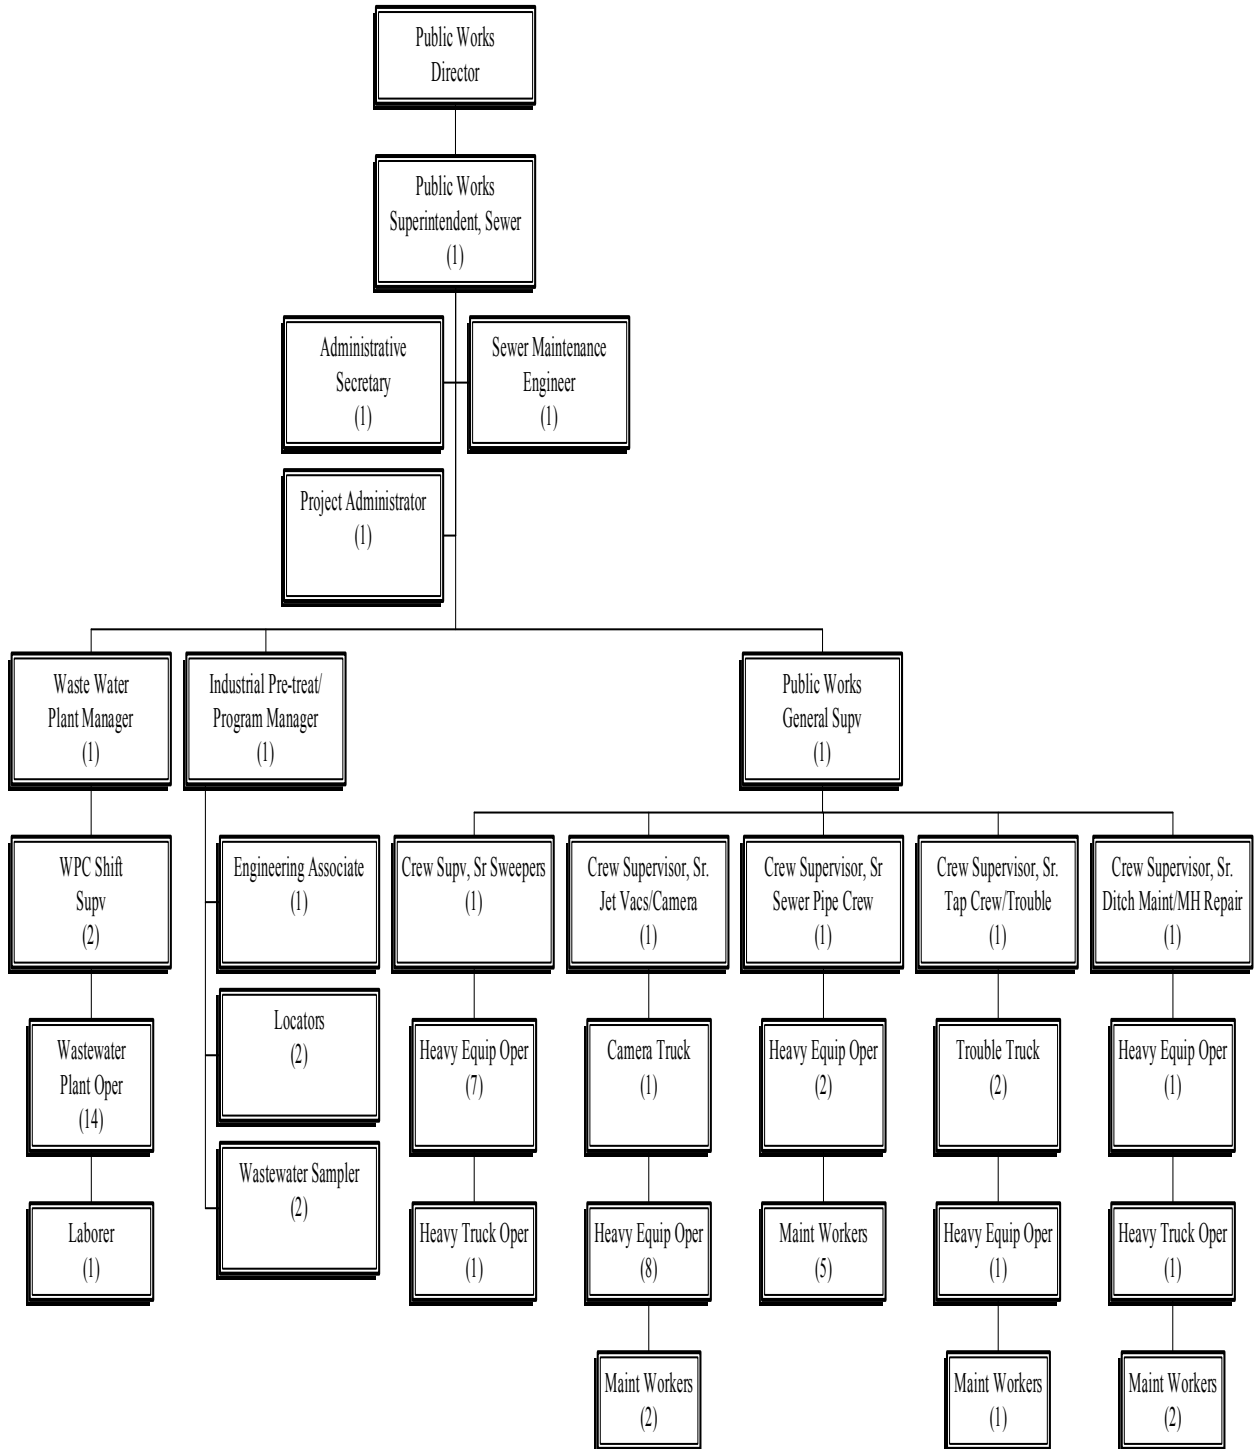 Public Works
Director
Public Works
Superintendent, Sewer
(1)
Administrative
Secretary
(1)
Sewer Maintenance
Engineer
(1)
Project Administrator
(1)
Waste Water
Plant Manager
(1)
Industrial Pre-treat/
Program Manager
(1)
Public Works
General Supv
(1)
WPC Shift
Supv
(2)
Engineering Associate
(1)
Crew Supv, Sr Sweepers
(1)
Crew Supervisor, Sr.
Jet Vacs/Camera
(1)
Crew Supervisor, Sr
Sewer Pipe Crew
(1)
Crew Supervisor, Sr.
Tap Crew/Trouble
(1)
Crew Supervisor, Sr.
Ditch Maint/MH Repair
(1)
Wastewater
Plant Oper
(14)
Locators
(2)
Heavy Equip Oper
(7)
Camera Truck
(1)
Heavy Equip Oper
(2)
Trouble Truck
(2)
Heavy Equip Oper
(1)
Laborer
(1)
Wastewater Sampler
(2)
Heavy Truck Oper
(1)
Heavy Equip Oper
(8)
Maint Workers
(5)
Heavy Equip Oper
(1)
Heavy Truck Oper
(1)
Maint Workers
(2)
Maint Workers
(1)
Maint Workers
(2)